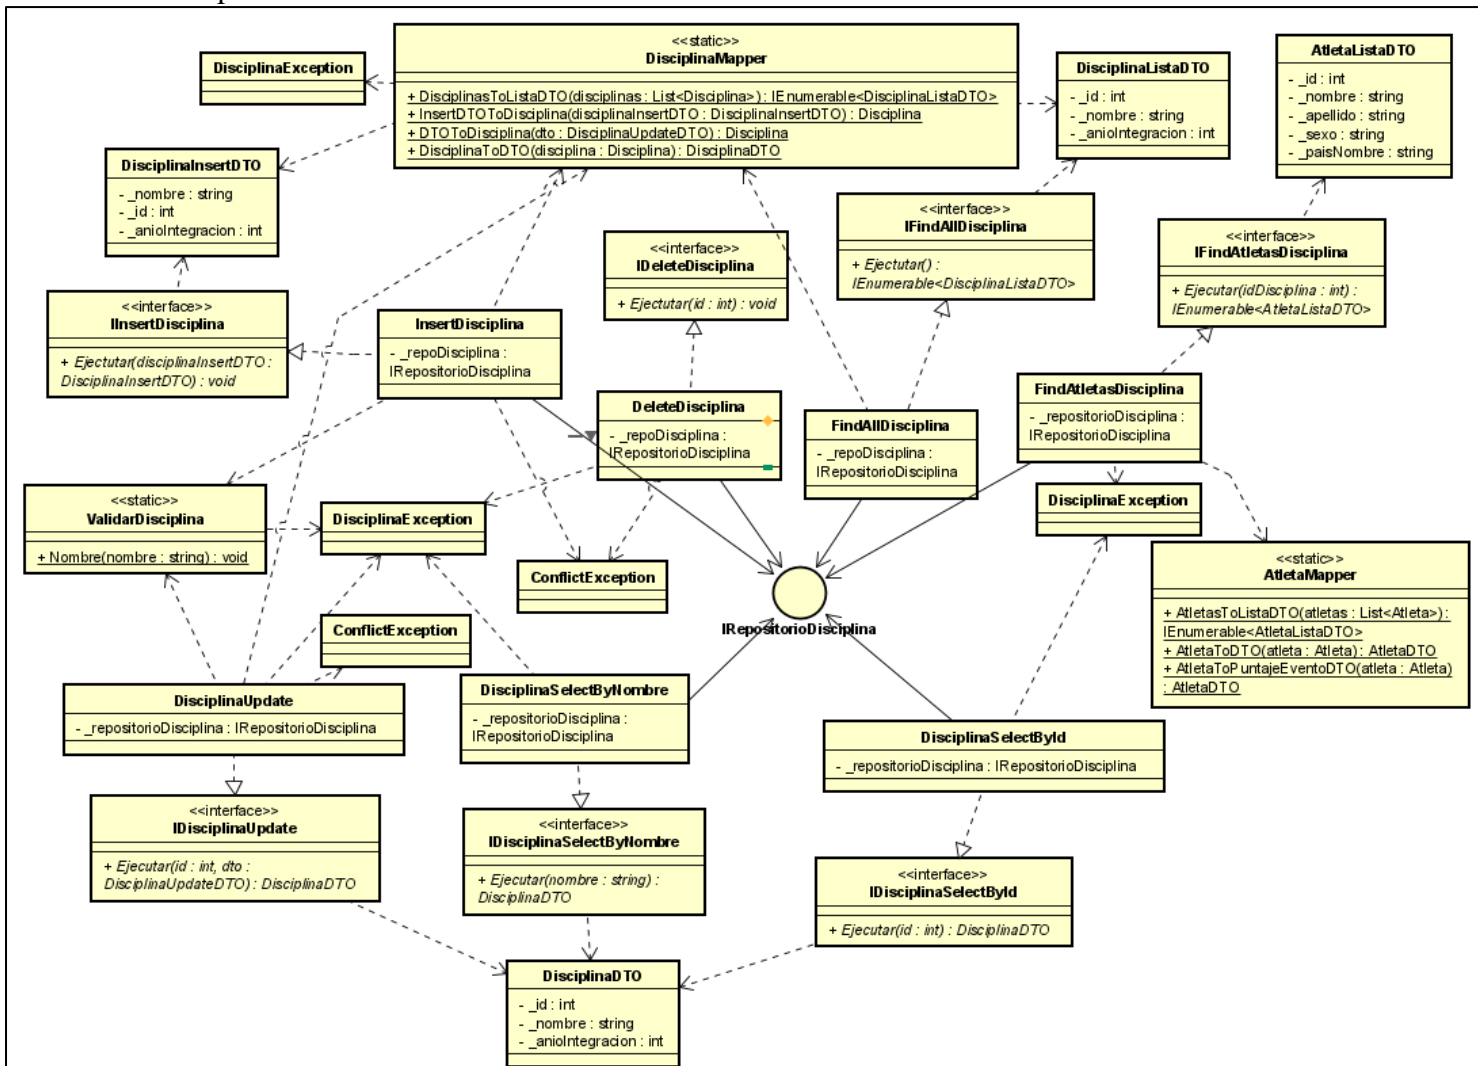 <<static>>
DisciplinaMapper
+ DisciplinasToListaDTO(disciplinas : List<Disciplina>) : IEnumerable<DisciplinaListaDTO>
+ InsertDTOToDisciplina(disciplinaInsertDTO : DisciplinaInsertDTO) : Disciplina
+ DTOToDisciplina(dto : DisciplinaUpdateDTO) : Disciplina
+ DisciplinaToDTO(disciplina : Disciplina) : DisciplinaDTO
DisciplinaException
DisciplinaListaDTO
- _id : int
- _nombre : string
- _anioIntegracion : int
AtletaListaDTO
- _id : int
- _nombre : string
- _apellido : string
- _sexo : string
- _paisNombre : string
DisciplinaInsertDTO
- _nombre : string
- _id : int
- _anioIntegracion : int
<<interface>>
IDeleteDisciplina
+ Ejectutar(id : int) : void
<<interface>>
IFindAllDisciplina
+ Ejectutar() :
IEnumerable<DisciplinaListaDTO>
<<interface>>
IFindAtletasDisciplina
+ Ejecutar(idDisciplina : int) :
IEnumerable<AtletaListaDTO>
<<interface>>
IInsertDisciplina
+ Ejectutar(disciplinaInsertDTO :
DisciplinaInsertDTO) : void
InsertDisciplina
- _repoDisciplina :
IRepositorioDisciplina
DeleteDisciplina
- _repoDisciplina :
IRepositorioDisciplina
FindAllDisciplina
- _repoDisciplina :
IRepositorioDisciplina
FindAtletasDisciplina
- _repositorioDisciplina :
IRepositorioDisciplina
<<static>>
ValidarDisciplina
+ Nombre(nombre : string) : void
DisciplinaException
ConflictException
DisciplinaException
<<static>>
AtletaMapper
+ AtletasToListaDTO(atletas : List<Atleta>) :
IEnumerable<AtletaListaDTO>
+ AtletaToDTO(atleta : Atleta) : AtletaDTO
+ AtletaToPuntajeEventoDTO(atleta : Atleta)
: AtletaDTO
ConflictException
IRepositorioDisciplina
DisciplinaUpdate
- _repositorioDisciplina : IRepositorioDisciplina
DisciplinaSelectByNombre
- _repositorioDisciplina :
IRepositorioDisciplina
DisciplinaSelectById
- _repositorioDisciplina : IRepositorioDisciplina
<<interface>>
IDisciplinaUpdate
+ Ejecutar(id : int, dto :
DisciplinaUpdateDTO) : DisciplinaDTO
<<interface>>
IDisciplinaSelectByNombre
+ Ejecutar(nombre : string) :
DisciplinaDTO
<<interface>>
IDisciplinaSelectById
+ Ejecutar(id : int) : DisciplinaDTO
DisciplinaDTO
- _id : int
- _nombre : string
- _anioIntegracion : int